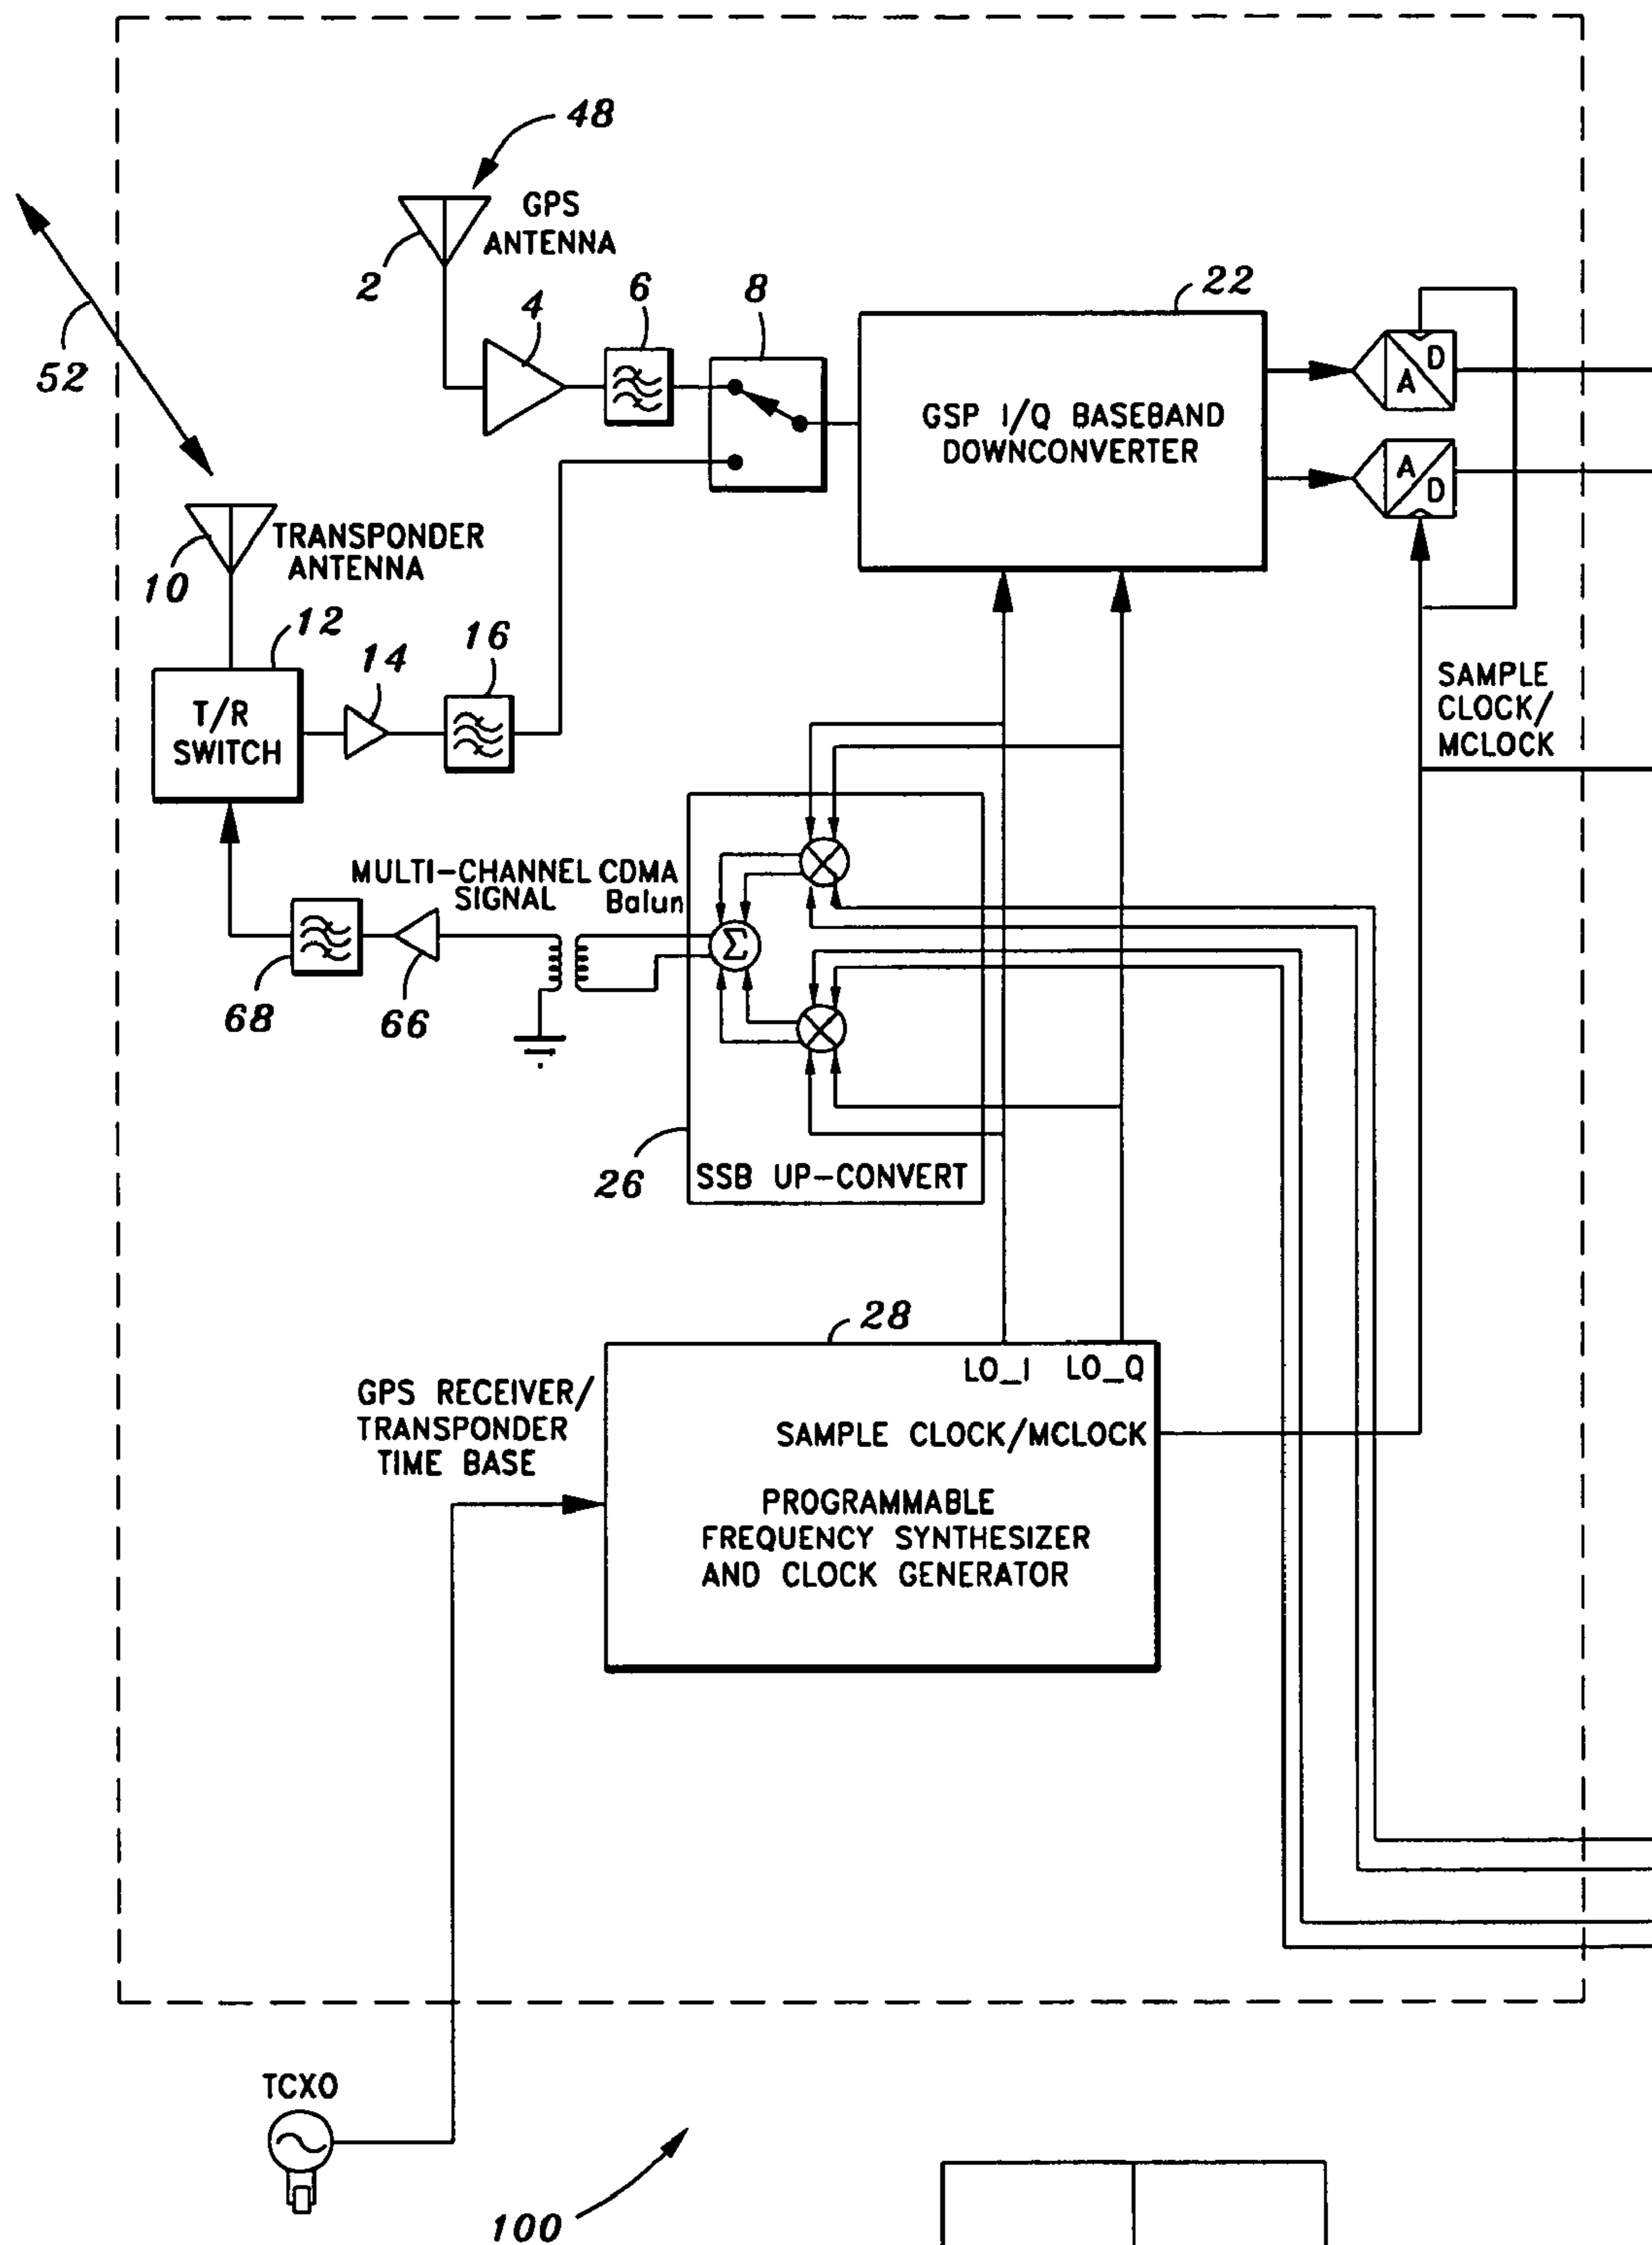 48
GPS
ANTENNA
2
52
4
6
8
22
GSP I/Q BASEBAND
DOWNCONVERTER
D
A
A
D
TRANSPONDER
ANTENNA
10
12
14
16
T/R
SWITCH
SAMPLE
CLOCK/
MCLOCK
MULTI-CHANNEL CDMA
SIGNAL
Balun
Σ
68
66
26
SSB UP-CONVERT
28
LO_I LO_Q
GPS RECEIVER/
TRANSPONDER
TIME BASE
SAMPLE CLOCK/MCLOCK
PROGRAMMABLE
FREQUENCY SYNTHESIZER
AND CLOCK GENERATOR
TCXO
100